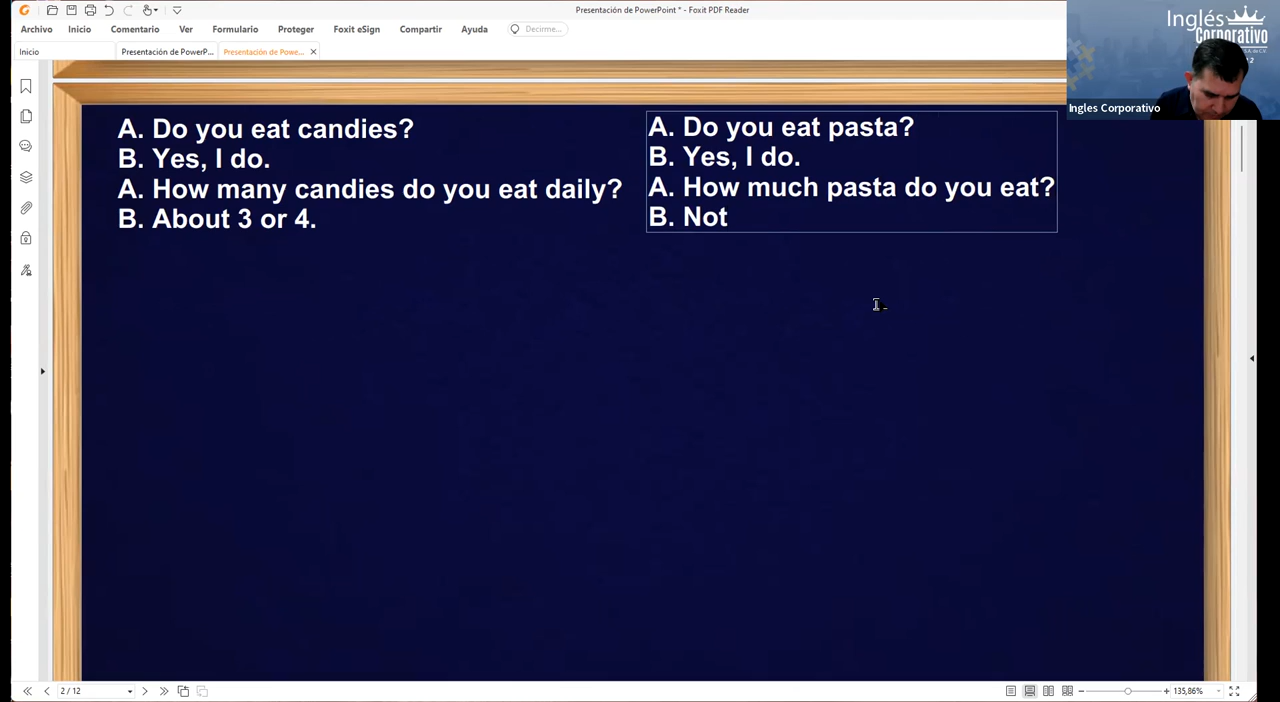 Presentación de PowerPoint * - Foxit PDF Reader
Archivo Inicio Comentario Ver Formulario Proteger Foxit eSign Compartir Ayuda Decirme...
Inicio Presentación de PowerP... Presentación de Powe...
Inglés
Corporativo
Ingles Corporativo
A. Do you eat candies?
B. Yes, I do.
A. How many candies do you eat daily?
B. About 3 or 4.
A. Do you eat pasta?
B. Yes, I do.
A. How much pasta do you eat?
B. Not
2 / 12
135,86%